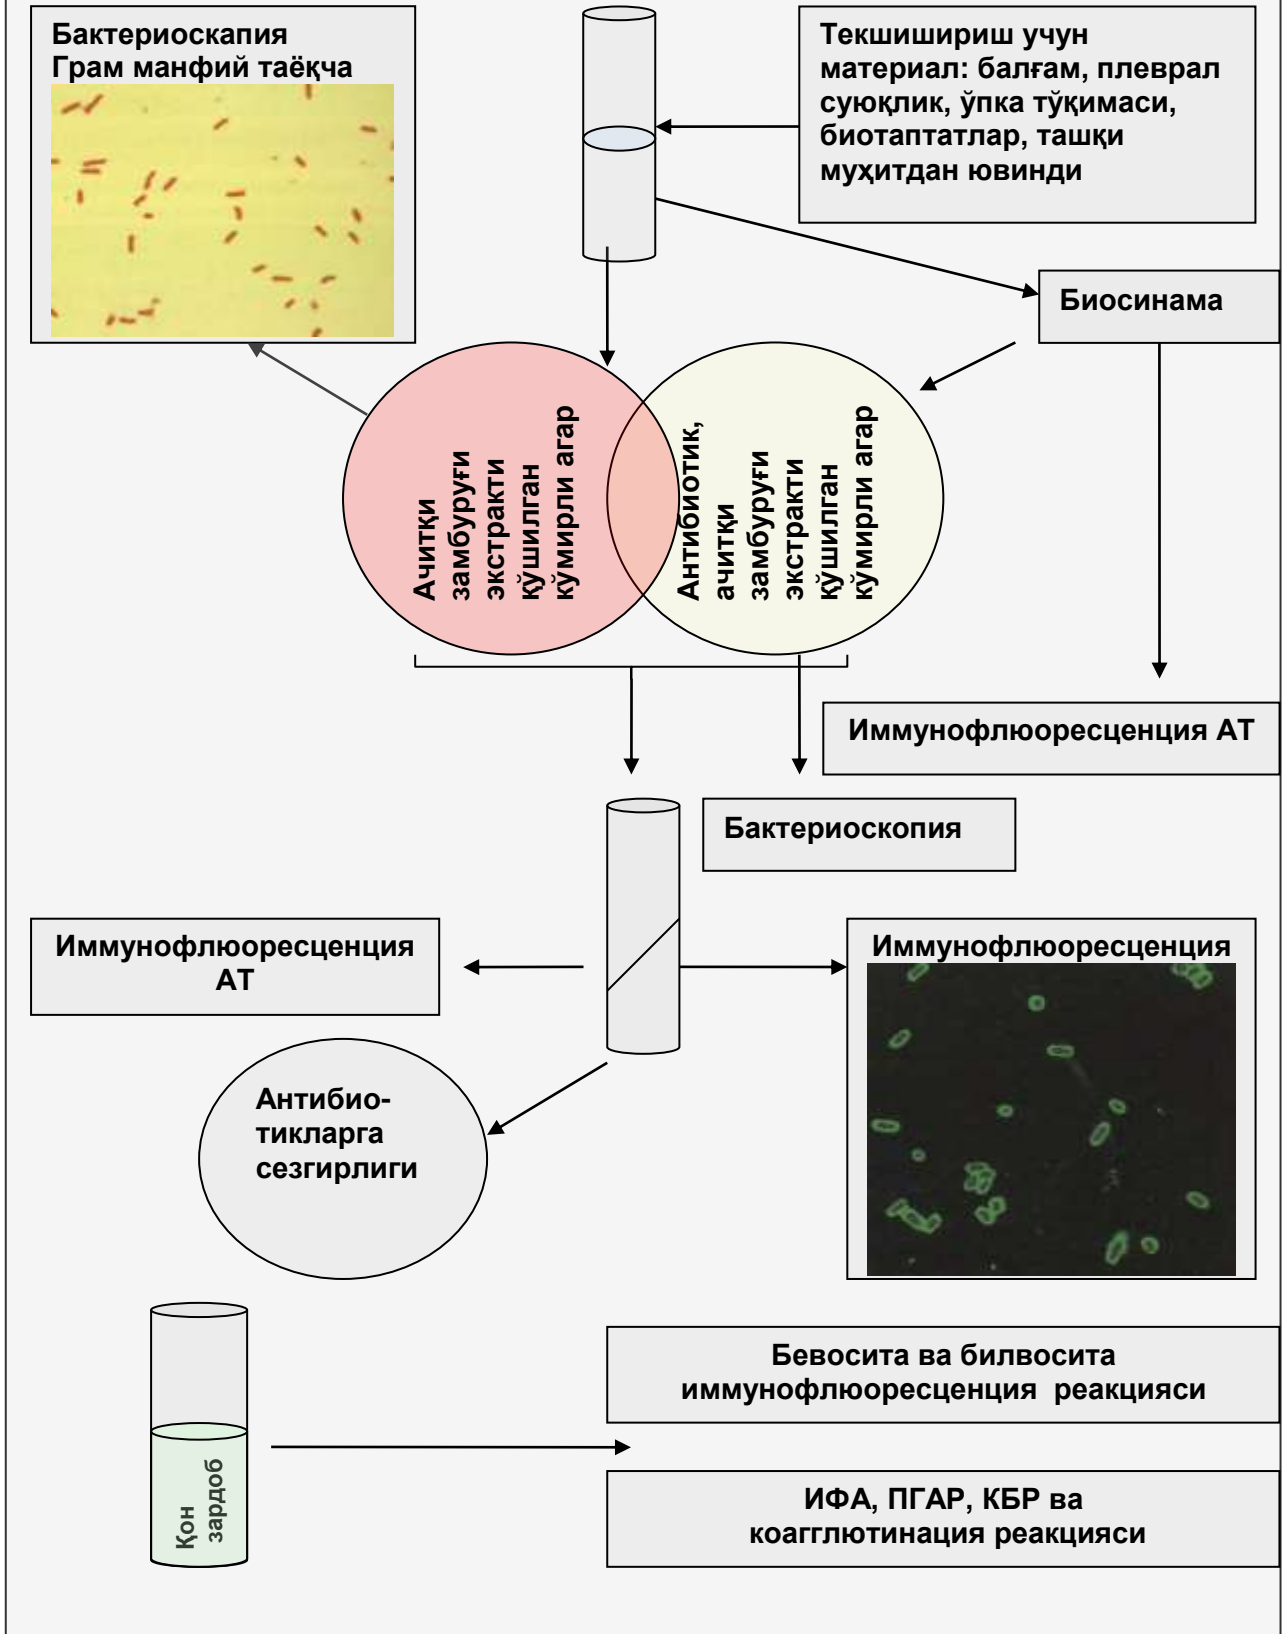 Бактериоскапия
Грам манфий таёқча
Текшишириш учун
материал: балғам, плеврал
суюқлик, ўпка тўқимаси,
биотаптатлар, ташқи
муҳитдан ювинди
Биосинама
Ачитқи
замбуруғи
экстракти
қўшилган
кўмирли агар
Антибиотик,
ачитқи
замбуруғи
экстракти
қўшилган
кўмирли агар
Иммунофлюоресценция АТ
Бактериоскопия
Иммунофлюоресценция
АТ
Иммунофлюоресценция
Антибио-
тикларга
сезгирлиги
Қон
зардоб
Бевосита ва билвосита
иммунофлюоресценция реакцияси
ИФА, ПГАР, КБР ва
коагглютинация реакцияси